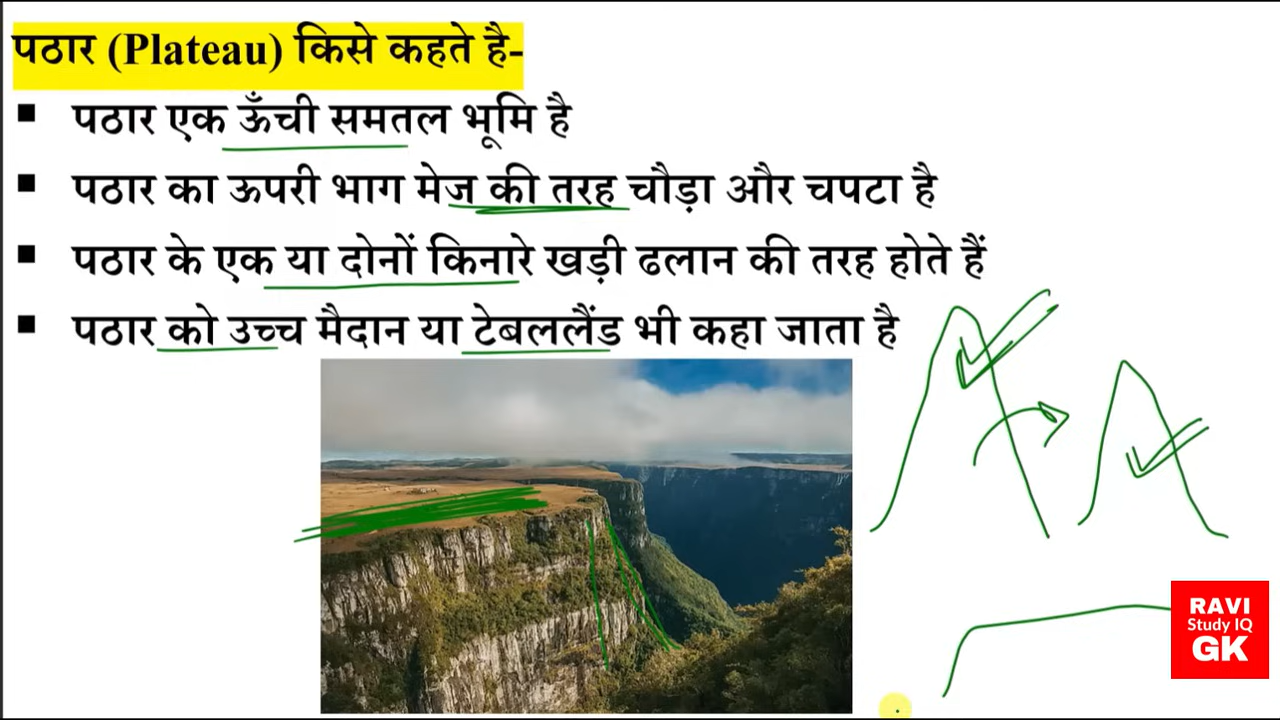 पठार (Plateau) किसे कहते है-
▪ पठार एक ऊँची समतल भूमि है
▪ पठार का ऊपरी भाग मेज की तरह चौड़ा और चपटा है
▪ पठार के एक या दोनों किनारे खड़ी ढलान की तरह होते हैं
▪ पठार को उच्च मैदान या टेबललैंड भी कहा जाता है
RAVI
Study IQ
GK